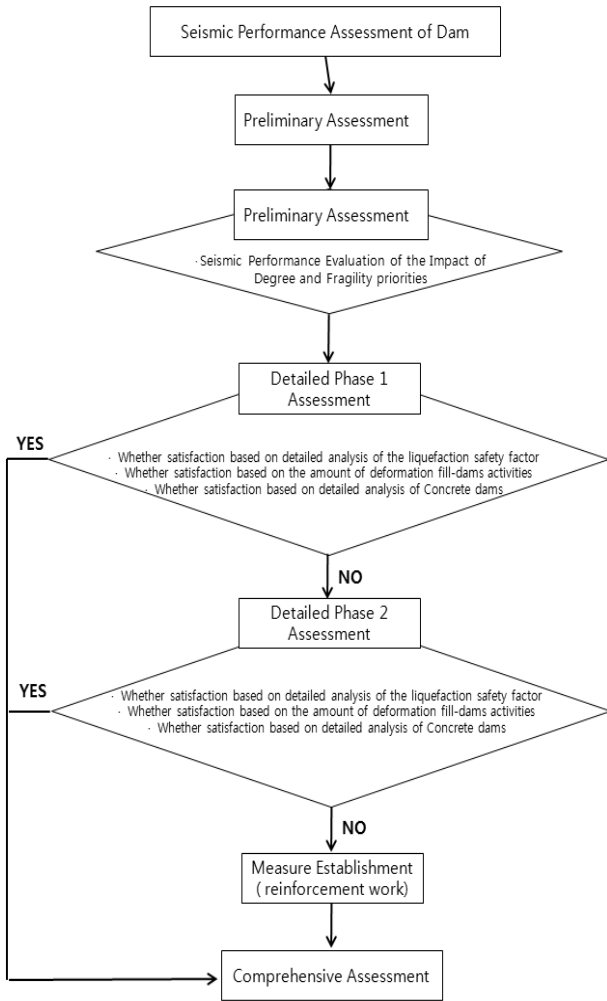 Seismic Performance Assessment of Dam
Preliminary Assessment
Preliminary Assessment
· Seismic Performance Evaluation of the Impact of
Degree and Fragility priorities
Detailed Phase 1
Assessment
YES
· Whether satisfaction based on detailed analysis of the liquefaction safety factor
· Whether satisfaction based on the amount of deformation fill-dams activities
· Whether satisfaction based on detailed analysis of Concrete dams
NO
Detailed Phase 2
Assessment
YES
· Whether satisfaction based on detailed analysis of the liquefaction safety factor
· Whether satisfaction based on the amount of deformation fill-dams activities
· Whether satisfaction based on detailed analysis of Concrete dams
NO
Measure Establishment
( reinforcement work)
Comprehensive Assessment